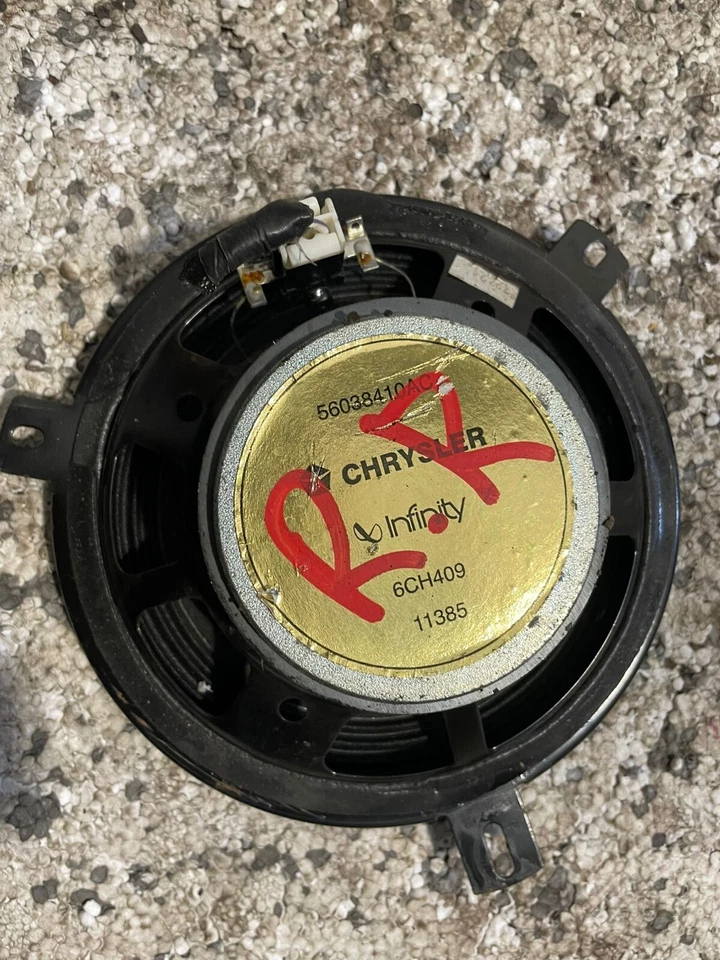 56038410AC
CHRYSLER
Infinity
6CH409
11385
R.R